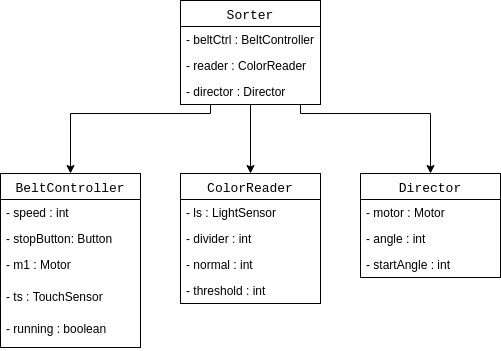 Sorter
- beltCtrl : BeltController
- reader : ColorReader
- director : Director
BeltController
- speed : int
- stopButton: Button
- m1 : Motor
- ts : TouchSensor
- running : boolean
ColorReader
- ls : LightSensor
- divider : int
- normal : int
- threshold : int
Director
- motor : Motor
- angle : int
- startAngle : int